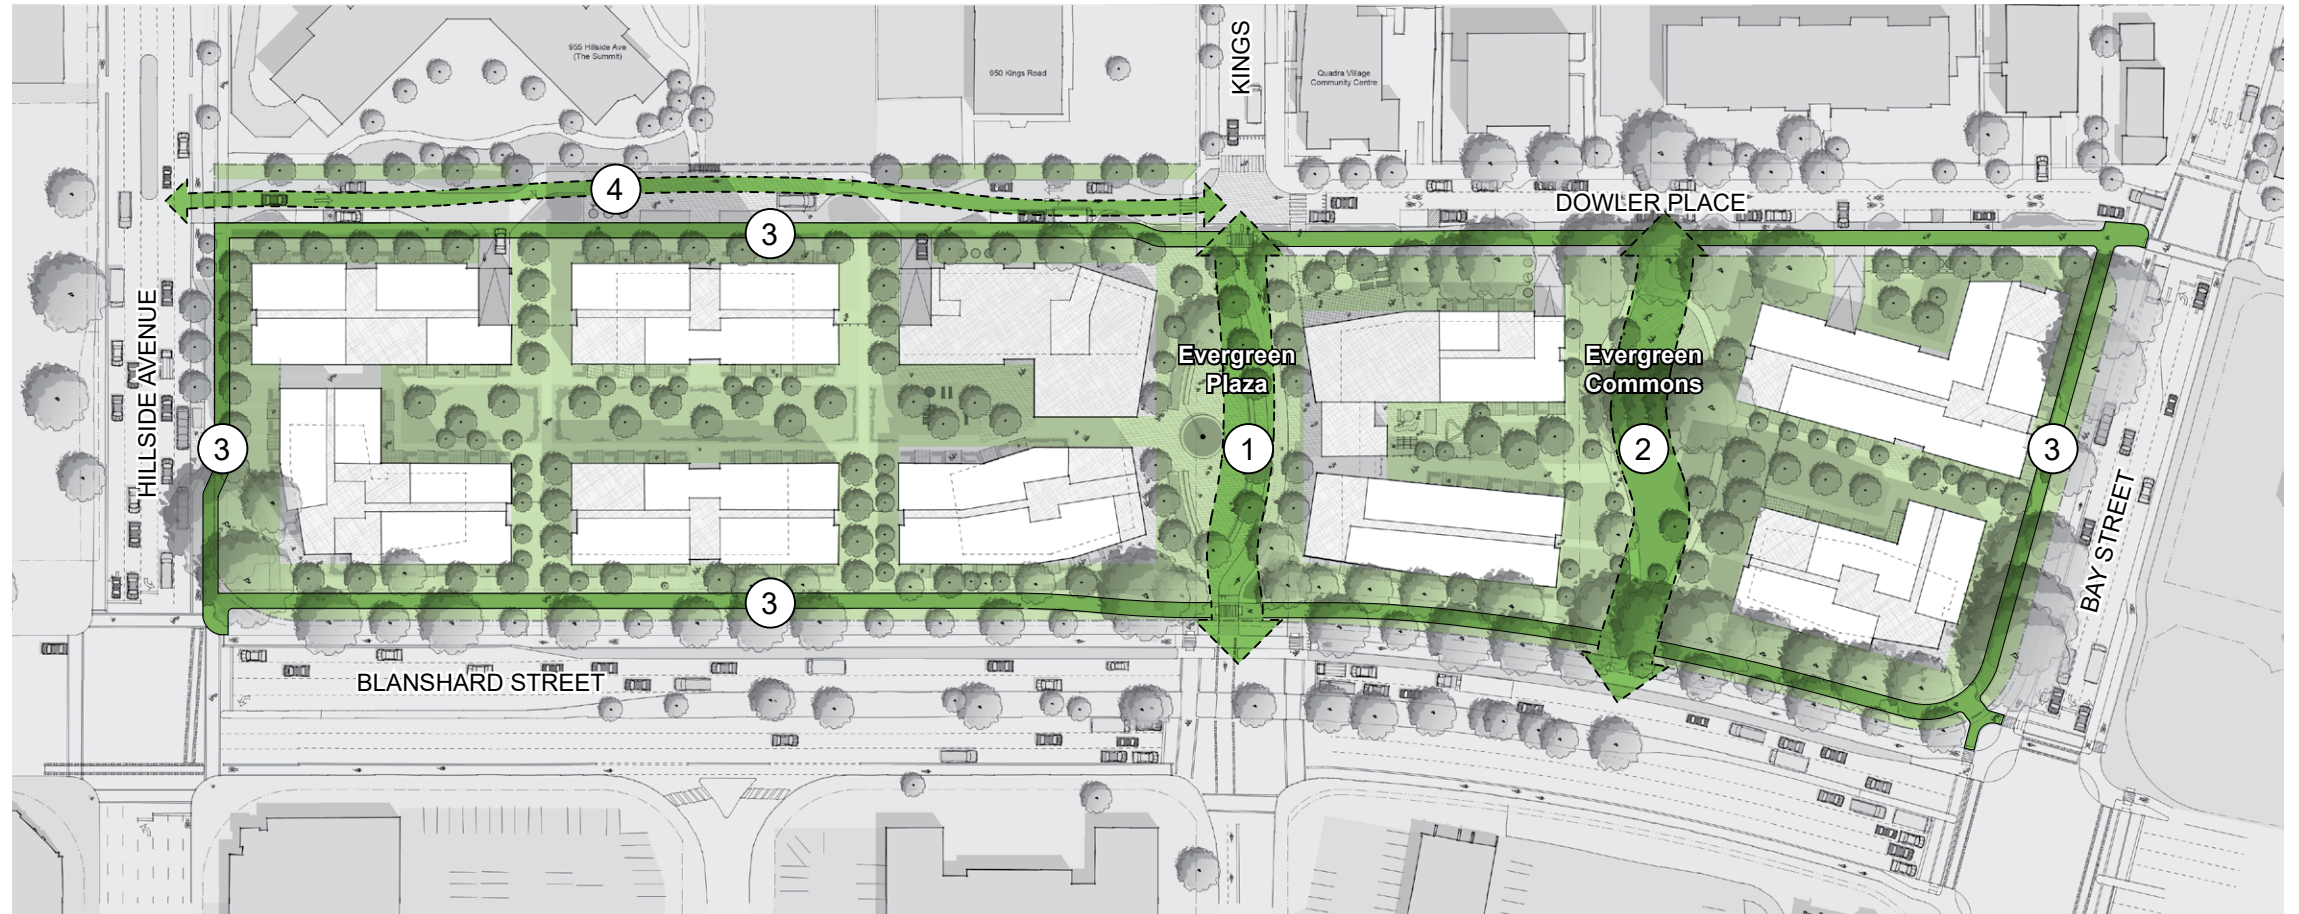 955 Hillside Ave
(The Summit)
950 Kings Road
KINGS
Quadra Village
Community Centre
4
DOWLER PLACE
3
HILLSIDE AVENUE
Evergreen
Plaza
Evergreen
Commons
3
1
2
3
BAY STREET
3
BLANSHARD STREET